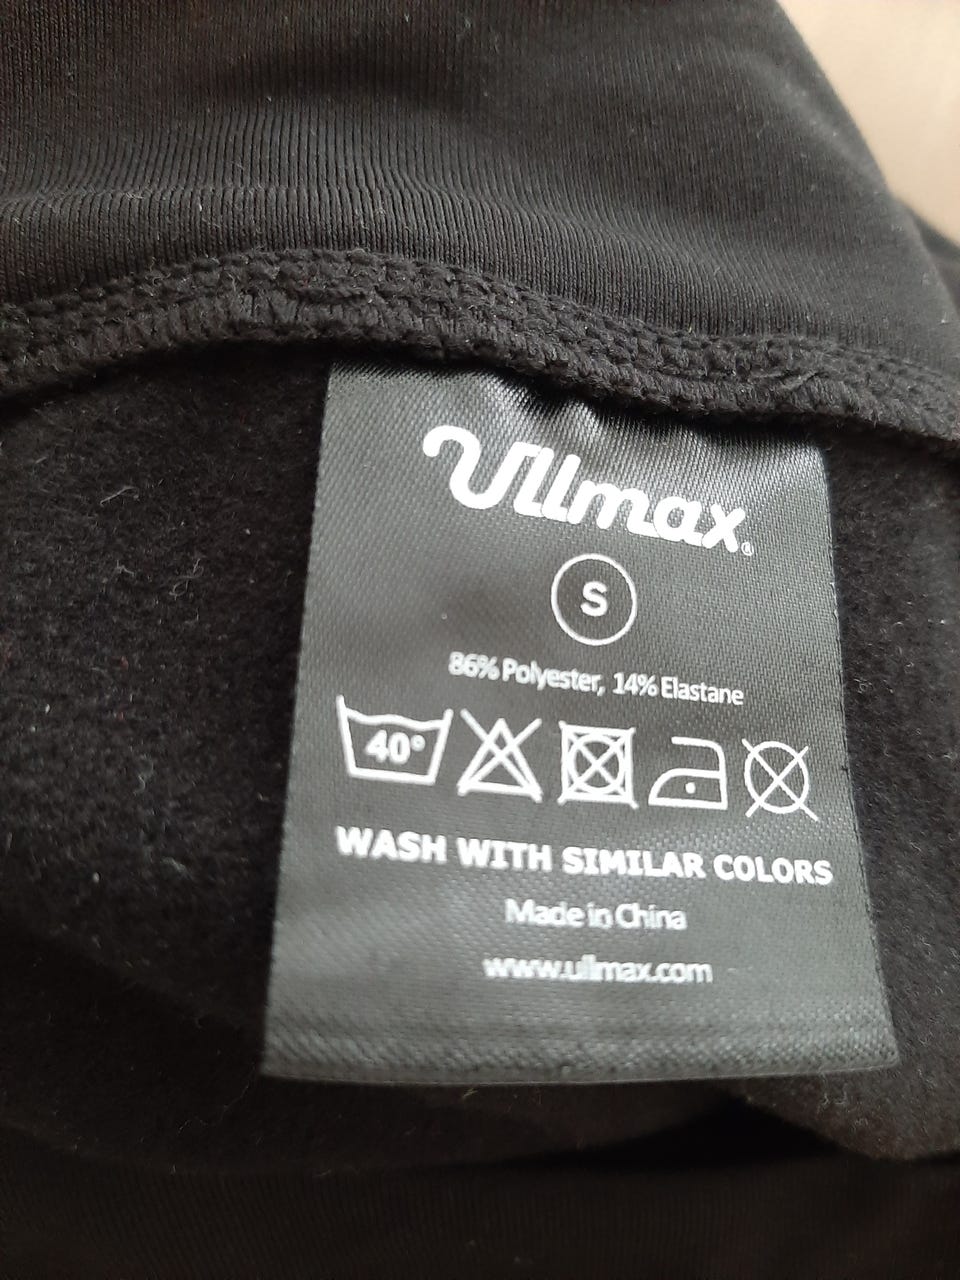 Ullmax®
S
86% Polyester, 14% Elastane
40°
WASH WITH SIMILAR COLORS
Made in China
www.ullmax.com